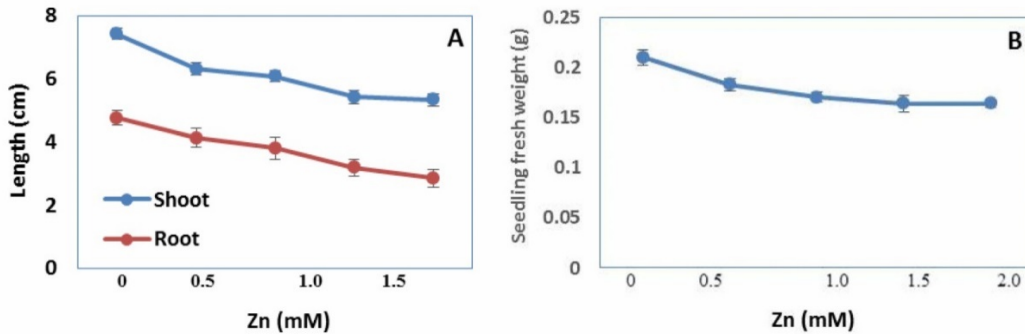 8
A
6
Length (cm)
4
2
Shoot
Root
0
0 0.5 1.0 1.5
Zn (mM)
0.25
B
0.2
Seedling fresh weight (g)
0.15
0.1
0.05
0
0 0.5 1.0 1.5 2.0
Zn (mM)